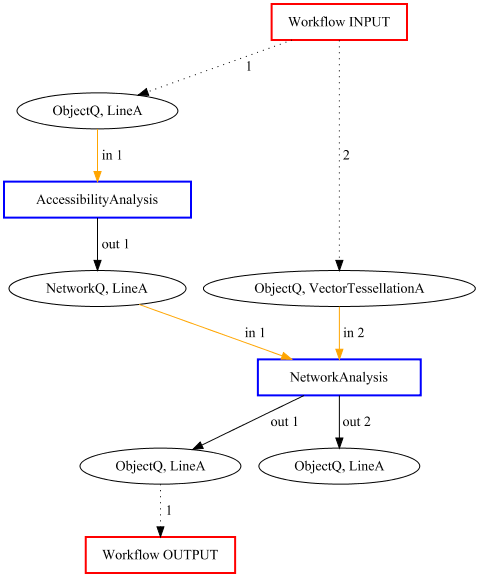 Workflow INPUT
1
ObjectQ, LineA
2
in 1
AccessibilityAnalysis
out 1
NetworkQ, LineA
ObjectQ, VectorTessellationA
in 1
in 2
NetworkAnalysis
out 1
out 2
ObjectQ, LineA
ObjectQ, LineA
1
Workflow OUTPUT